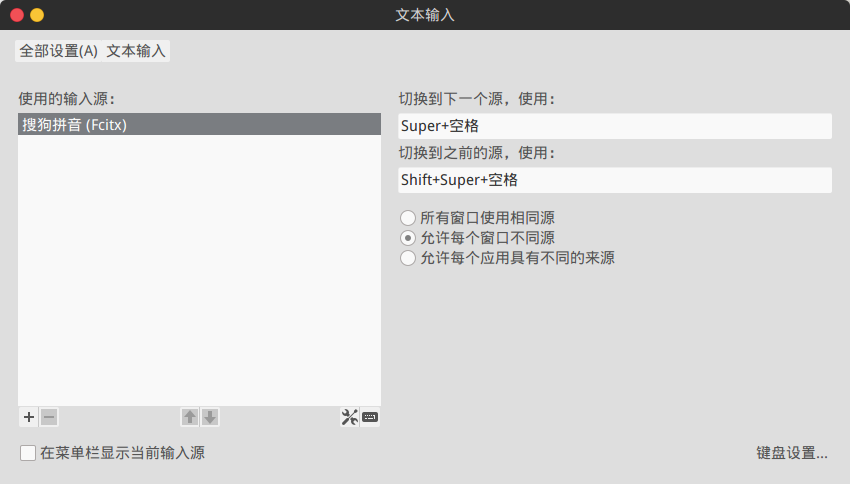 文本输入
全部设置(A) 文本输入
使用的输入源：
搜狗拼音 (Fcitx)
切换到下一个源，使用：
Super+空格
切换到之前的源，使用：
Shift+Super+空格
所有窗口使用相同源
允许每个窗口不同源
允许每个应用具有不同的来源
在菜单栏显示当前输入源
键盘设置...